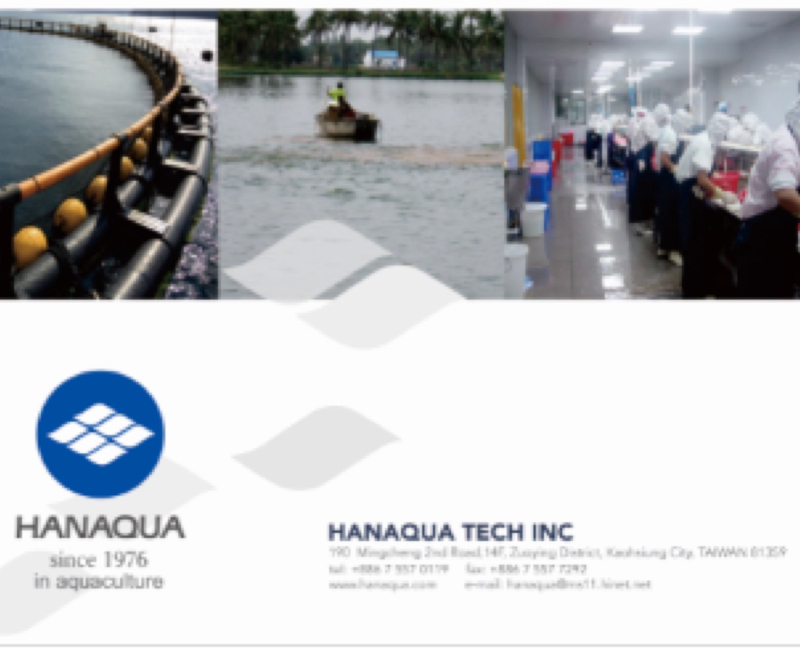 HANAQUA
since 1976
in aquaculture
HANAQUA TECH INC
190 Mingcheng 2nd Road, 14F, Zuoying District, Kaohsiung City, TAIWAN 81359
tel: +886 7 557 0119 fax: +886 7 557 7292
www.hanaqua.com e-mail: hanaqua@ms11.hinet.net